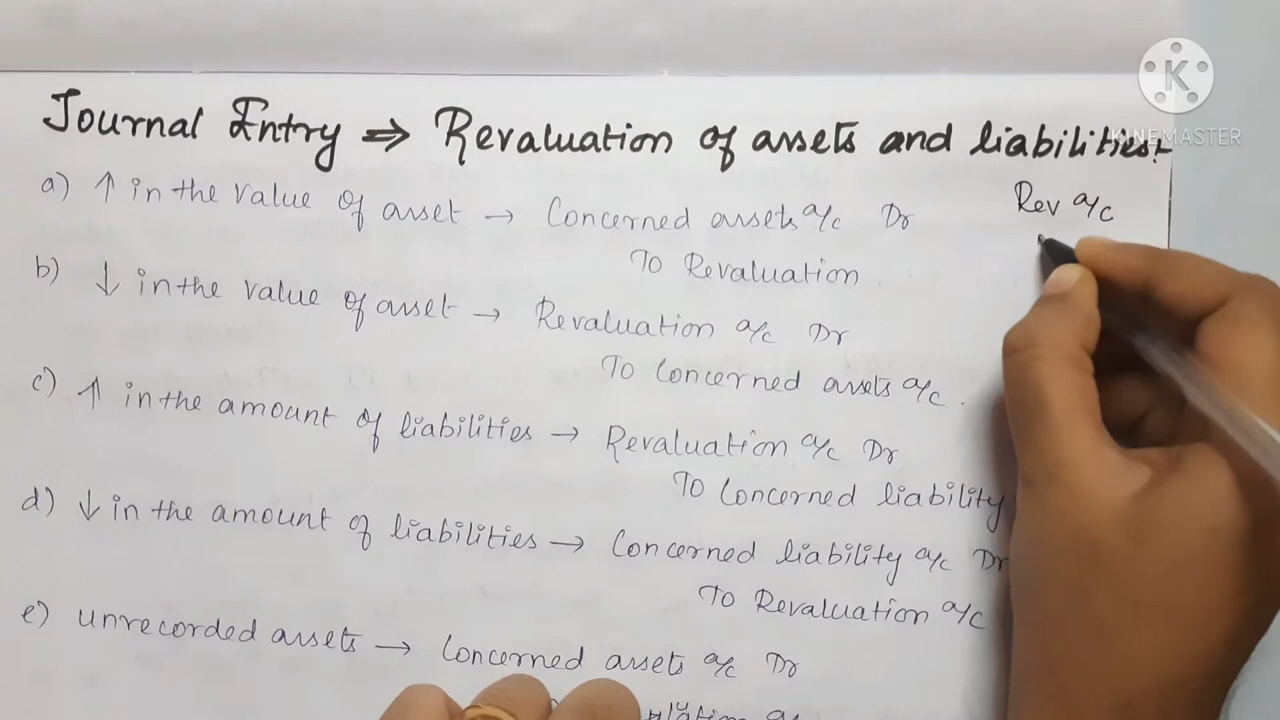 Journal Entry ⇒ Revaluation of assets and liabilities:
a) ↑ in the value of asset → Concerned assets a/c Dr
To Revaluation
Rev a/c
b) ↓ in the value of asset → Revaluation a/c Dr
To Concerned assets a/c.
c) ↑ in the amount of liabilities → Revaluation a/c Dr
To Concerned liability
d) ↓ in the amount of liabilities → Concerned liability a/c Dr
To Revaluation a/c
e) unrecorded assets → Concerned assets a/c Dr
K
KINEMASTER